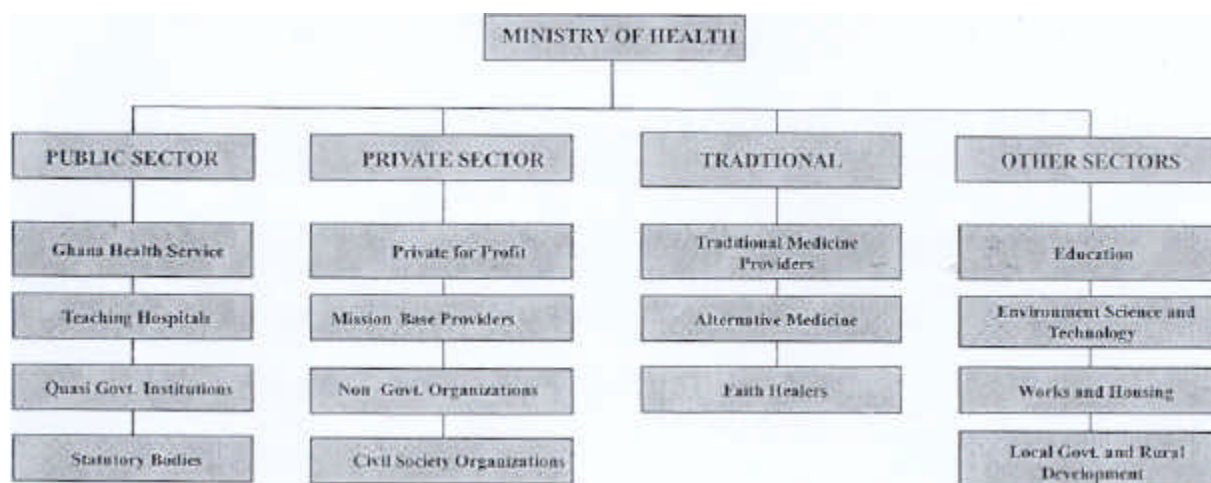 MINISTRY OF HEALTH
PUBLIC SECTOR
PRIVATE SECTOR
TRADTIONAL
OTHER SECTORS
Ghana Health Service
Private for Profit
Traditional Medicine
Providers
Education
Teaching Hospitals
Mission Base Providers
Alternative Medicine
Environment Science and
Technology
Quasi Govt. Institutions
Non Govt. Organizations
Faith Healers
Works and Housing
Statutory Bodies
Civil Society Organizations
Local Govt. and Rural
Development